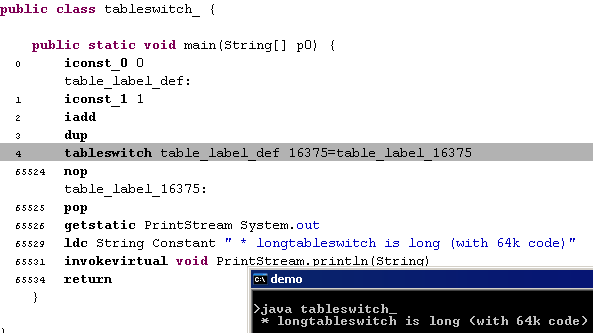 public class tableswitch_ {
public static void main(String[] p0) {
0 iconst_0 0
table_label_def:
1 iconst_1 1
2 iadd
3 dup
4 tableswitch table_label_def 16375=table_label_16375
65524 nop
table_label_16375:
65525 pop
65526 getstatic PrintStream System.out
65529 ldc String Constant " * longtableswitch is long (with 64k code)"
65531 invokevirtual void PrintStream.println(String)
65534 return
}
demo
>java tableswitch_
* longtableswitch is long (with 64k code)